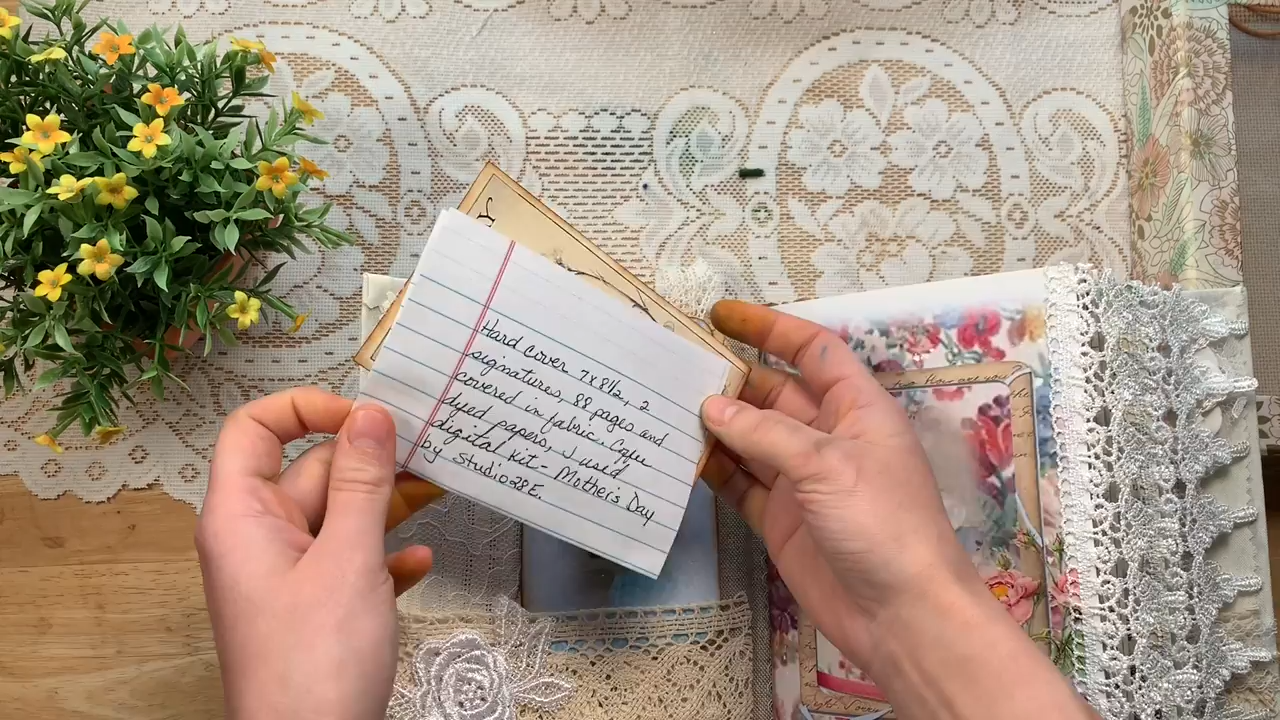 Hard cover 7x8½, 2
signatures, 88 pages and
covered in fabric. Coffee
dyed papers, I used
digital kit - Mother's Day
by Studio28E.